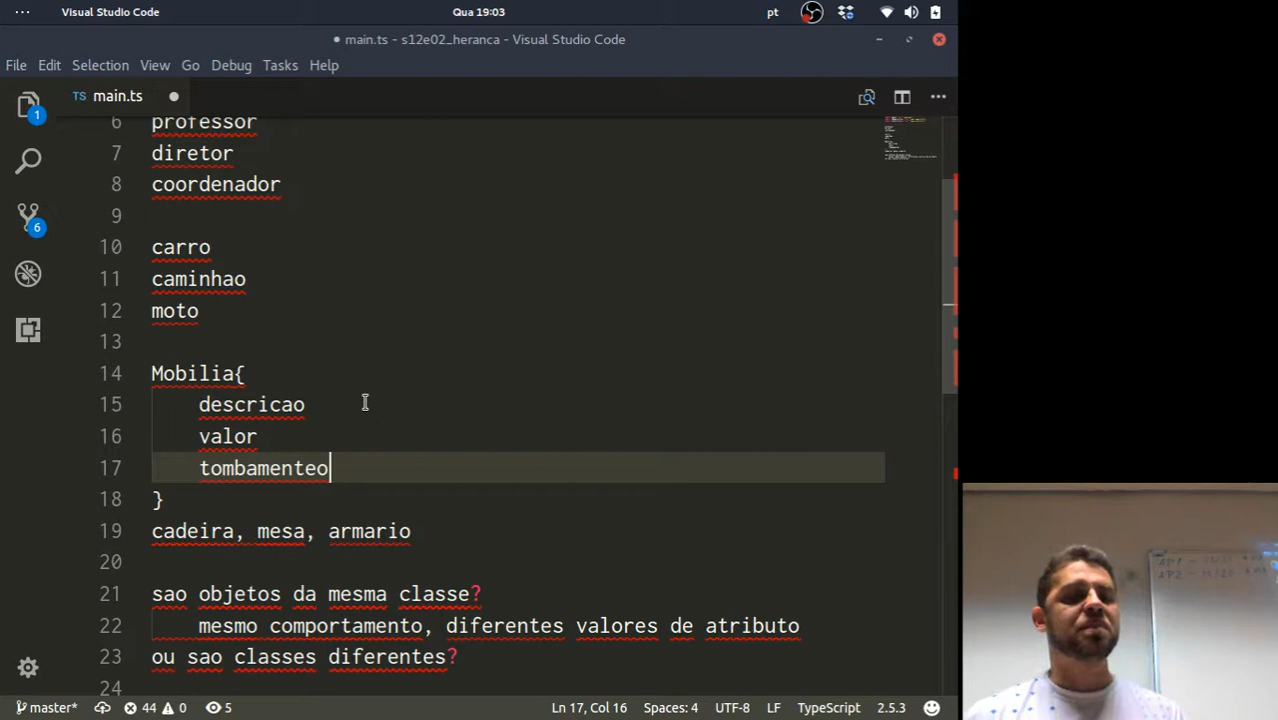 Visual Studio Code
Qua 19:03
pt
main.ts - s12e02_heranca - Visual Studio Code
File Edit Selection View Go Debug Tasks Help
TS main.ts
6 professor
7 diretor
8 coordenador
9
10 carro
11 caminhao
12 moto
13
14 Mobilia{
15 descricao
16 valor
17 tombamenteo
18 }
19 cadeira, mesa, armario
20
21 sao objetos da mesma classe?
22 mesmo comportamento, diferentes valores de atributo
23 ou sao classes diferentes?
24
1
6
master* 44 0 5 Ln 17, Col 16 Spaces: 4 UTF-8 LF TypeScript 2.5.3